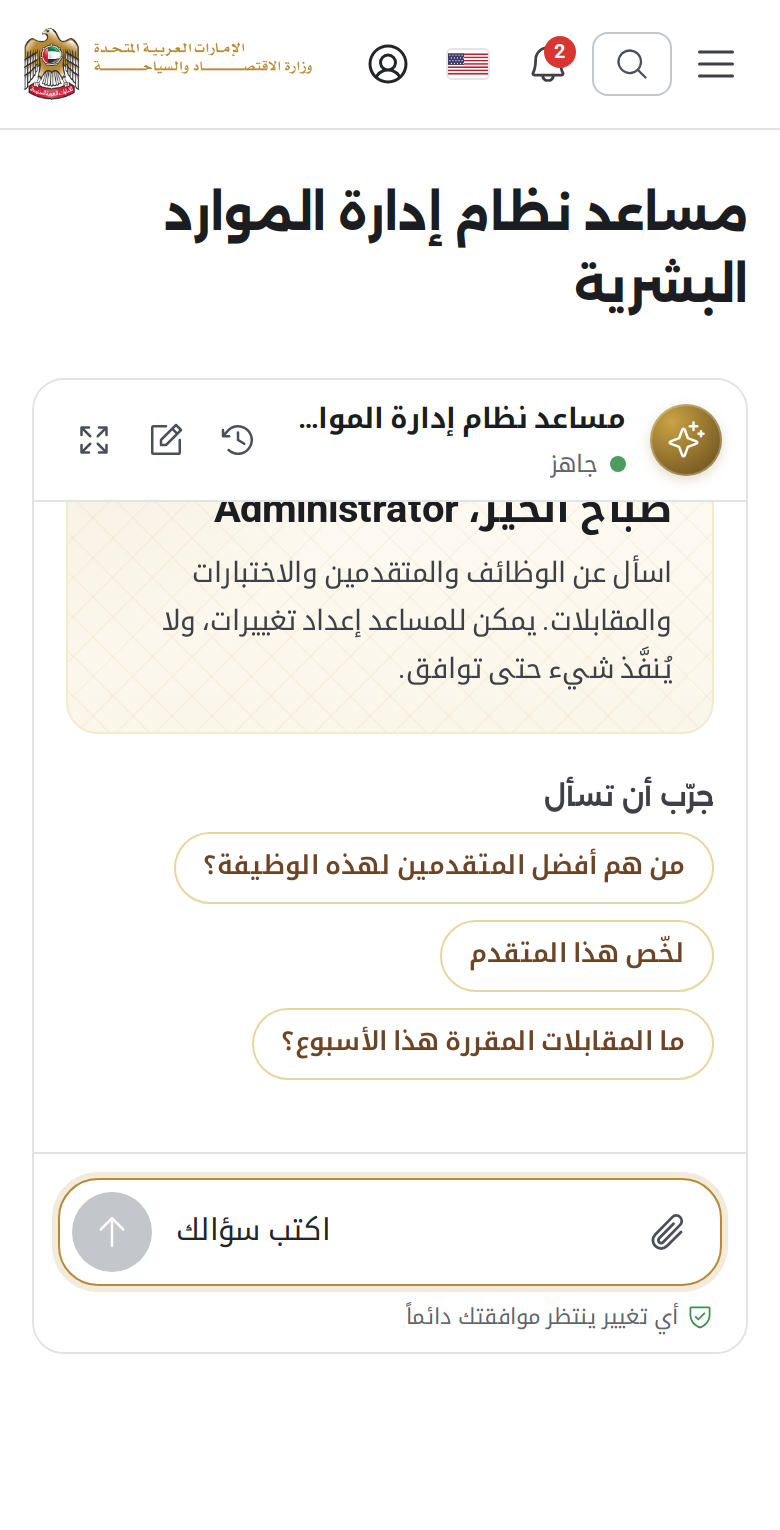 الإمارات العربية المتحدة
وزارة الاقتصاد والسياحة
2
مساعد نظام إدارة الموارد
البشرية
مساعد نظام إدارة الموا...
جاهز
صباح الخير، Administrator
اسأل عن الوظائف والمتقدمين والاختبارات
والمقابلات. يمكن للمساعد إعداد تغييرات، ولا
يُنفَّذ شيء حتى توافق.
جرّب أن تسأل
من هم أفضل المتقدمين لهذه الوظيفة؟
لخّص هذا المتقدم
ما المقابلات المقررة هذا الأسبوع؟
اكتب سؤالك
أي تغيير ينتظر موافقتك دائماً